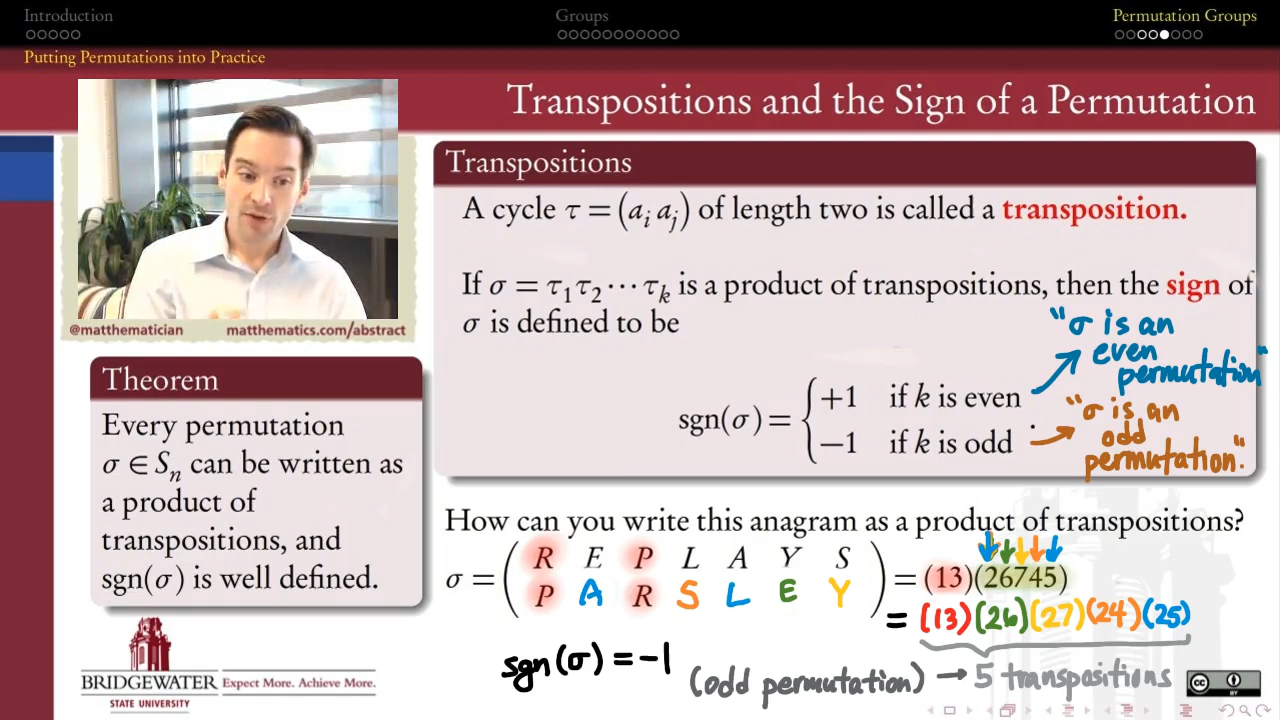 Introduction
Groups
Permutation Groups
Putting Permutations into Practice
Transpositions and the Sign of a Permutation
@matthematician
matthematics.com/abstract
Transpositions
A cycle τ = (a_i a_j) of length two is called a transposition.
If σ = τ₁τ₂⋯τ_k is a product of transpositions, then the sign of
σ is defined to be
sgn(σ) = { +1 if k is even
−1 if k is odd .
"σ is an
even
permutation"
"σ is an
odd
permutation."
Theorem
Every permutation
σ ∈ S_n can be written as
a product of
transpositions, and
sgn(σ) is well defined.
How can you write this anagram as a product of transpositions?
σ = ( R E P L A Y S
P A R S L E Y ) = (13)(26745)
= (13)(26)(27)(24)(25)
sgn(σ) = −1 (odd permutation) → 5 transpositions
BRIDGEWATER
STATE UNIVERSITY
Expect More. Achieve More.
cc
BY